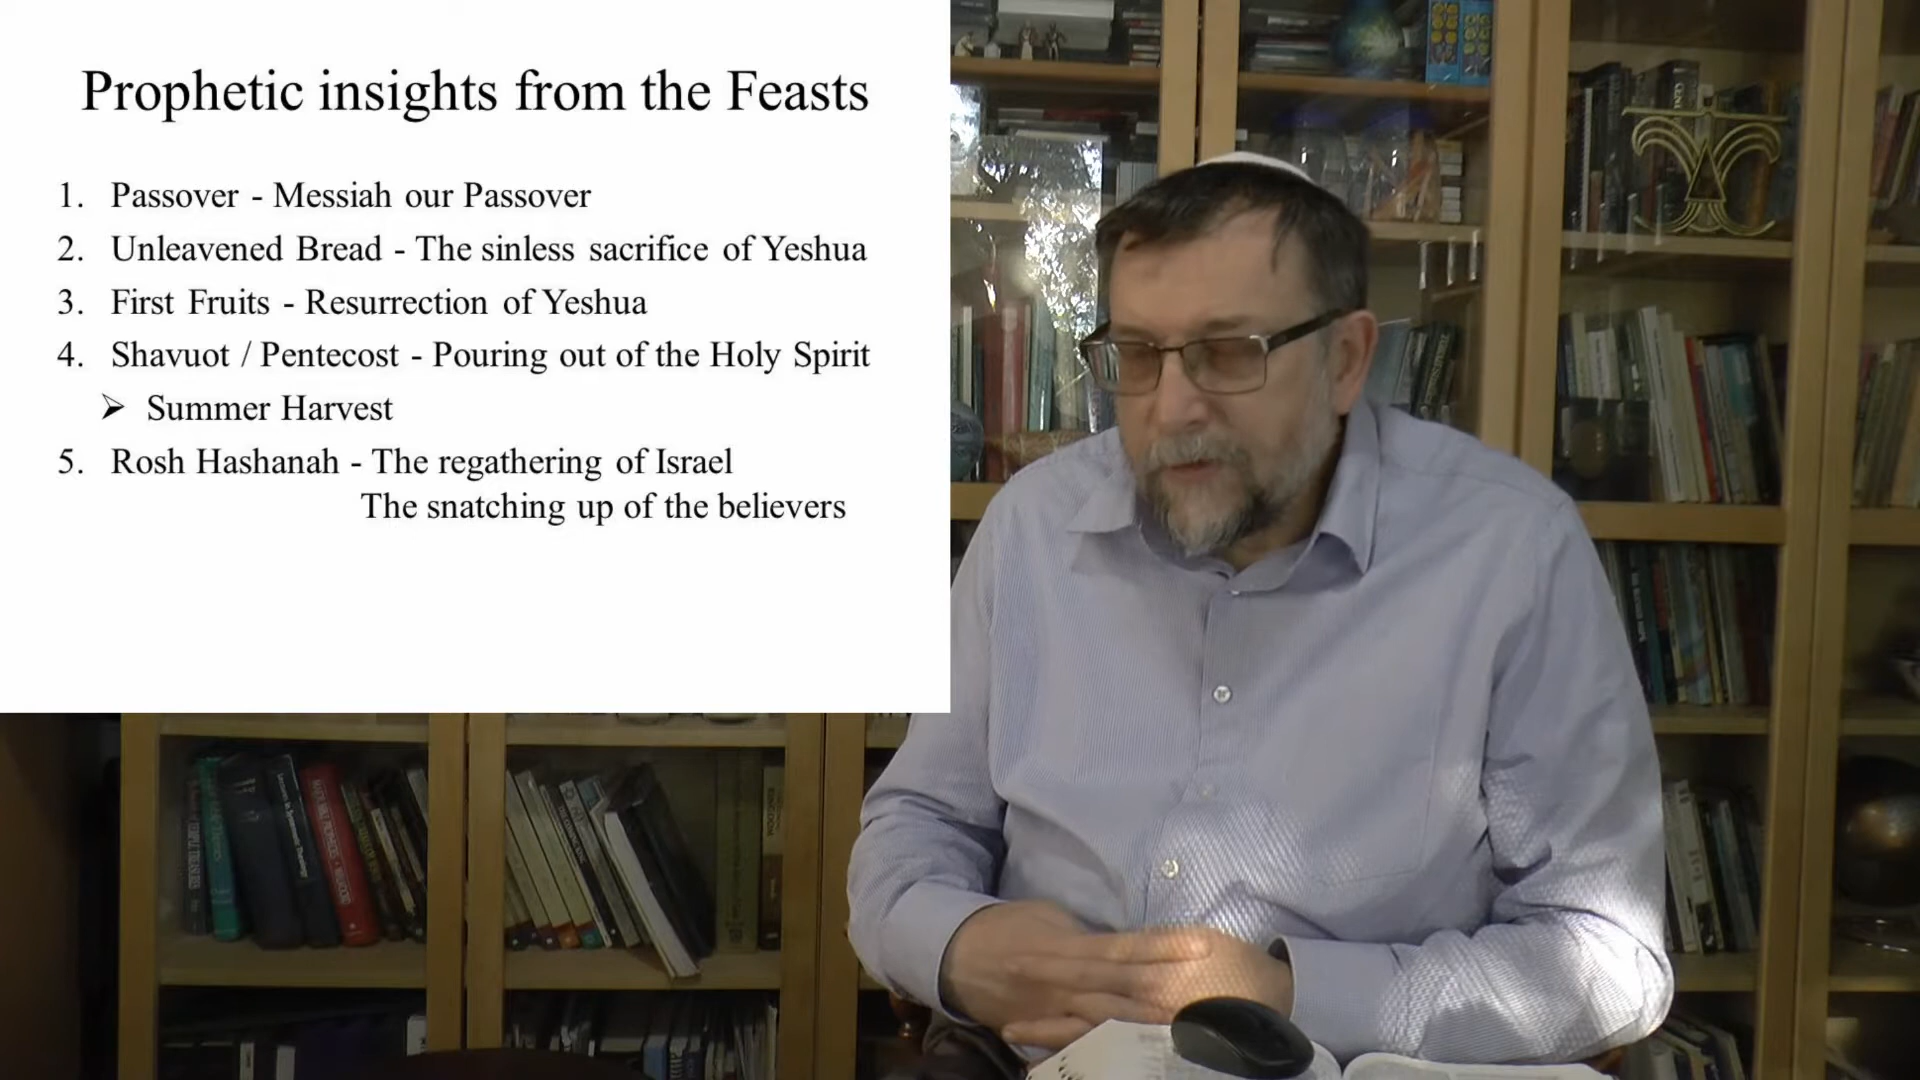 Prophetic insights from the Feasts
1. Passover - Messiah our Passover
2. Unleavened Bread - The sinless sacrifice of Yeshua
3. First Fruits - Resurrection of Yeshua
4. Shavuot / Pentecost - Pouring out of the Holy Spirit
➢ Summer Harvest
5. Rosh Hashanah - The regathering of Israel
The snatching up of the believers